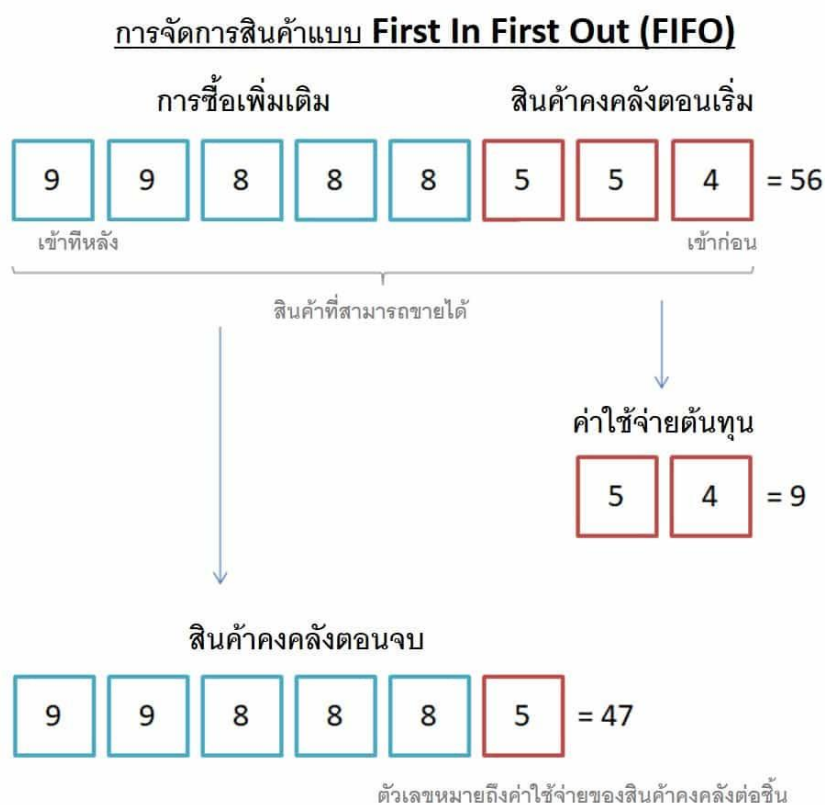 การจัดการสินค้าแบบ First In First Out (FIFO)
การซื้อเพิ่มเติม สินค้าคงคลังตอนเริ่ม
9 9 8 8 8 5 5 4 = 56
เข้าทีหลัง เข้าก่อน
สินค้าที่สามารถขายได้
ค่าใช้จ่ายต้นทุน
5 4 = 9
สินค้าคงคลังตอนจบ
9 9 8 8 8 5 = 47
ตัวเลขหมายถึงค่าใช้จ่ายของสินค้าคงคลังต่อชิ้น